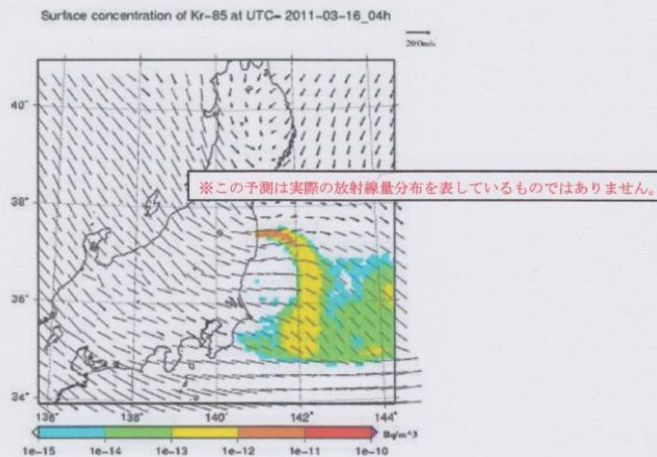 Surface concentration of Kr-85 at UTC- 2011-03-16_04h
20.0m/s
40°
※この予測は実際の放射線量分布を表しているものではありません。
38°
36°
34°
136° 138° 140° 142° 144°
Bq/m^3
1e-15 1e-14 1e-13 1e-12 1e-11 1e-10